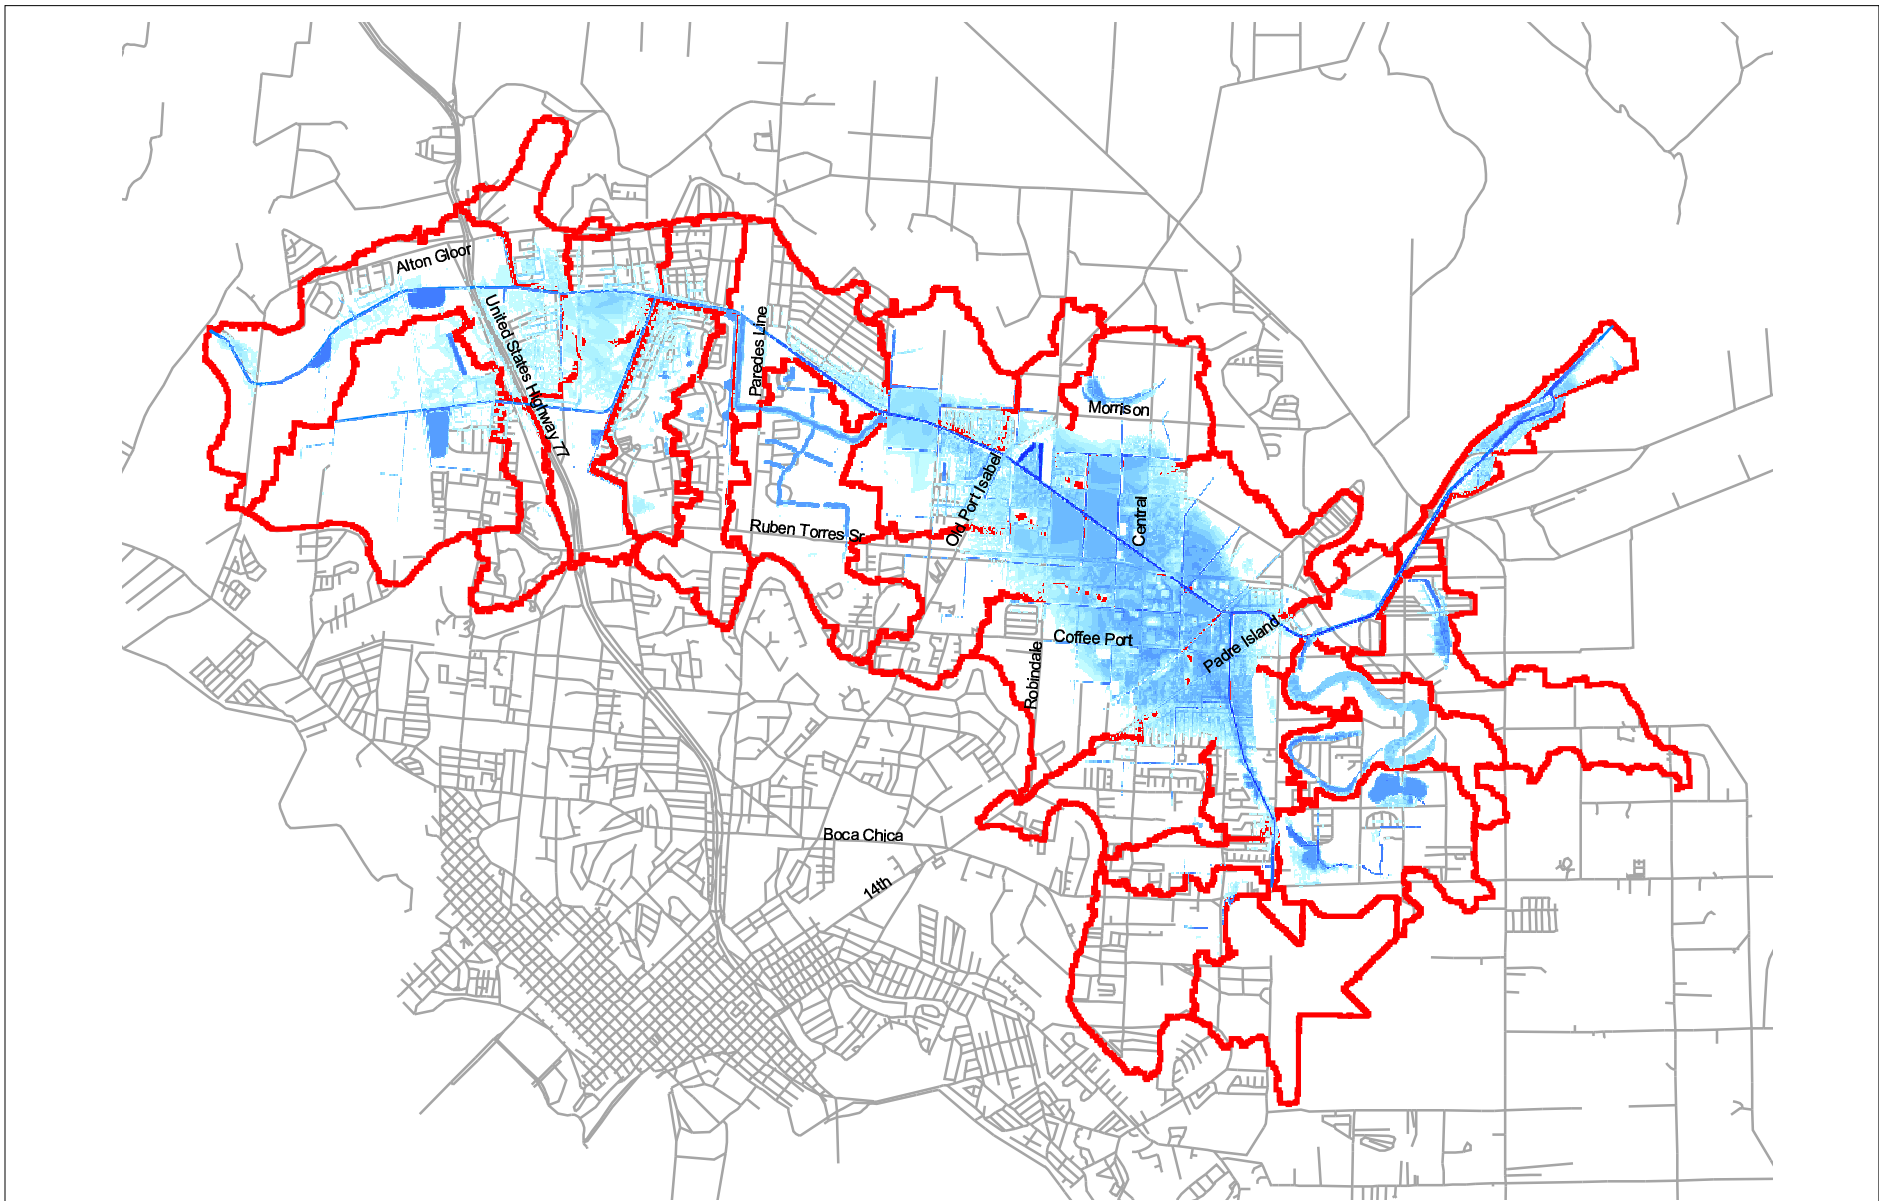 Alton Gloor
United States Highway 77
Paredes Line
Morrison
Old Port Isabel
Central
Ruben Torres Sr
Coffee Port
Padre Island
Robindale
Boca Chica
14th